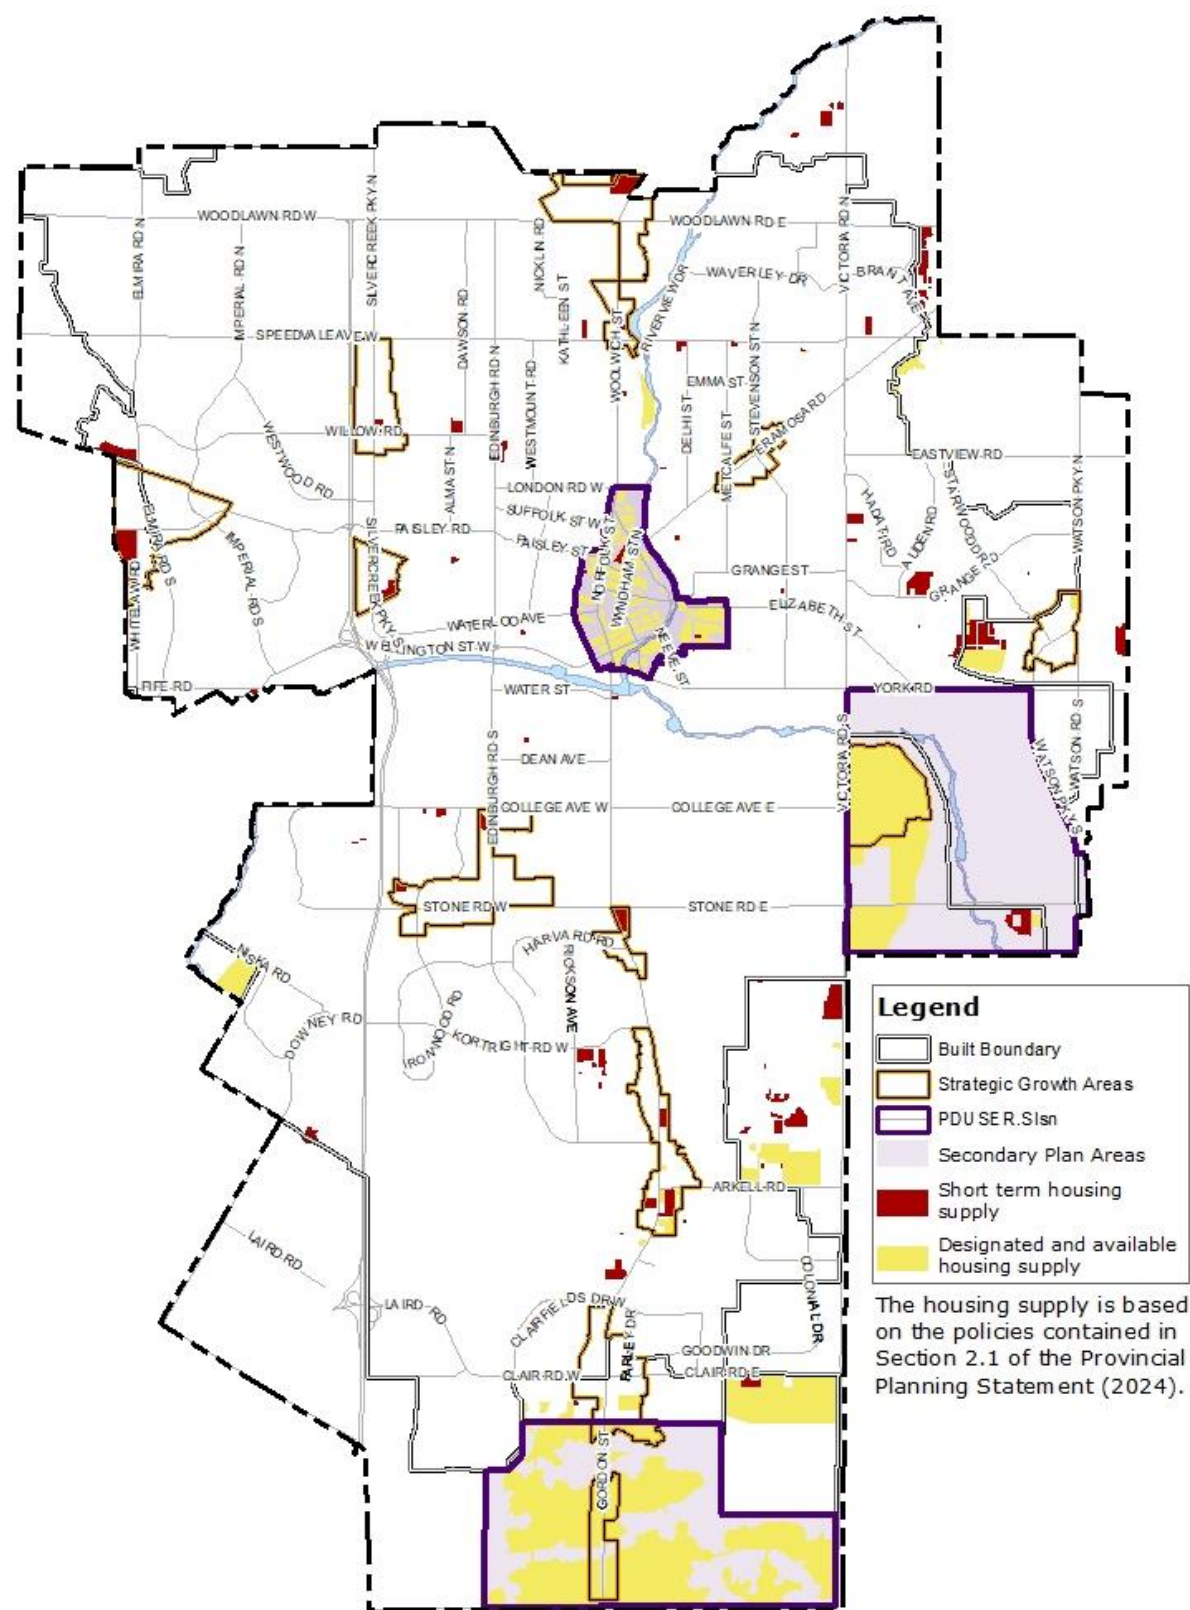 WOODLAWN RD W
WOODLAWN RD E
ELMIRA RD N
IMPERIAL RD N
SILVERCREEK PKY N
NICKLIN RD
KATHLEEN ST
DAWSON RD
RIVERVIEW DR
WAVERLEY DR
VICTORIA RD N
BRANT AVE
SPEEDVALE AVE W
EDINBURGH RD N
WESTMOUNT RD
WOOLWICH ST
EMMA ST
DELHI ST
METCALFE ST
STEVENSON ST N
ERAMOSA RD
WILLOW RD
WESTWOOD RD
ALMA ST N
EASTVIEW RD
LONDON RD W
SUFFOLK ST W
PAISLEY RD
PAISLEY ST
NORFOLK ST
WYNDHAM ST N
ELMIRA RD S
IMPERIAL RD S
WHITELAW RD
SILVERCREEK PKY S
HADATI RD
AUDEN RD
STARWOOD RD
WATSON PKY N
GRANGE RD
GRANGE ST
ELIZABETH ST
WATERLOO AVE
WELLINGTON ST W
NEEVE ST
FIFE RD
WATER ST
YORK RD
EDINBURGH RD S
DEAN AVE
VICTORIA RD S
WATSON PKY S
WATSON RD S
COLLEGE AVE W
COLLEGE AVE E
STONE RD W
STONE RD E
NISKA RD
HARVARD RD
RICKSON AVE
DOWNEY RD
IRONWOOD RD
KORTRIGHT RD W
ARKELL RD
LAIRD RD
LAIRD RD
CLAIRFIELDS DR W
FARLEY DR
COLONIAL DR
GOODWIN DR
CLAIR RD W
CLAIR RD E
GORDON ST
Legend
Built Boundary
Strategic Growth Areas
PDUSER.Slsn
Secondary Plan Areas
Short term housing
supply
Designated and available
housing supply
The housing supply is based
on the policies contained in
Section 2.1 of the Provincial
Planning Statement (2024).